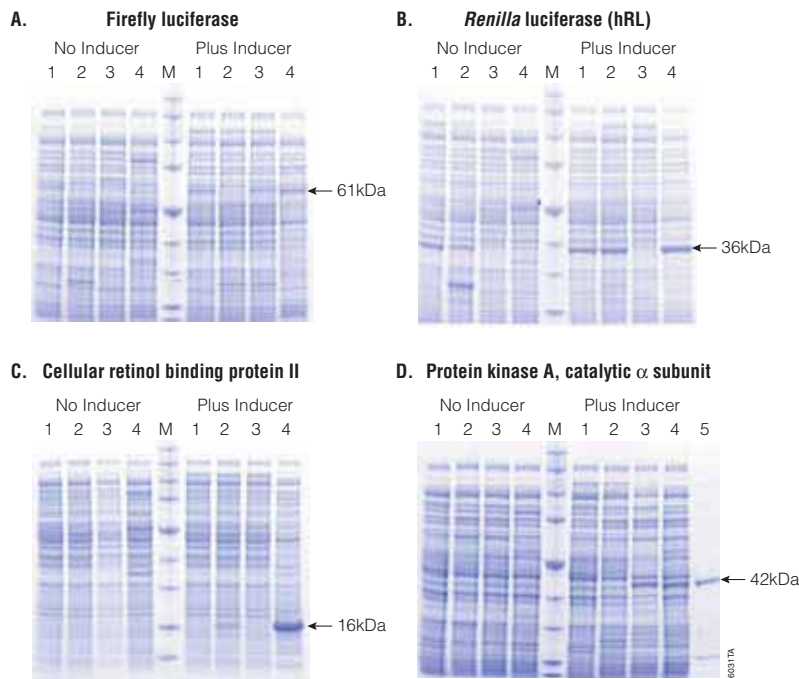 A. Firefly luciferase
No Inducer Plus Inducer
1 2 3 4 M 1 2 3 4
61kDa
B. Renilla luciferase (hRL)
No Inducer Plus Inducer
1 2 3 4 M 1 2 3 4
36kDa
C. Cellular retinol binding protein II
No Inducer Plus Inducer
1 2 3 4 M 1 2 3 4
16kDa
D. Protein kinase A, catalytic α subunit
No Inducer Plus Inducer
1 2 3 4 M 1 2 3 4 5
42kDa
6031TA